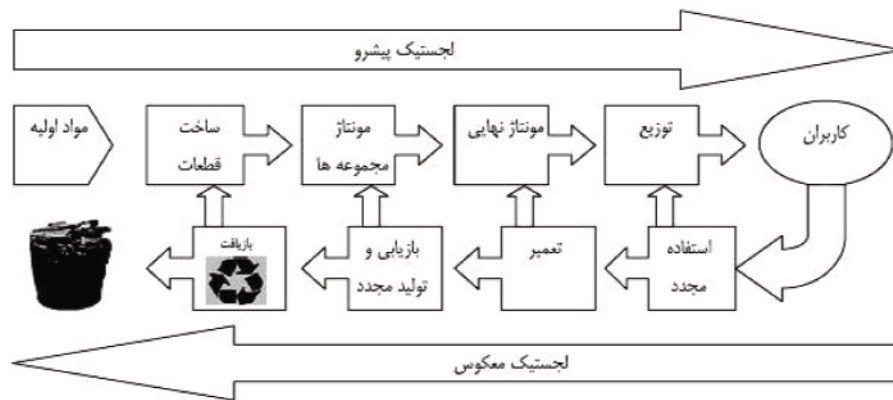 لجستیک پیشرو
مواد اولیه
ساخت
قطعات
مونتاژ
مجموعه ها
مونتاژ نهایی
توزیع
کاربران
استفاده
مجدد
تعمیر
بازیابی و
تولید مجدد
بازیافت
لجستیک معکوس